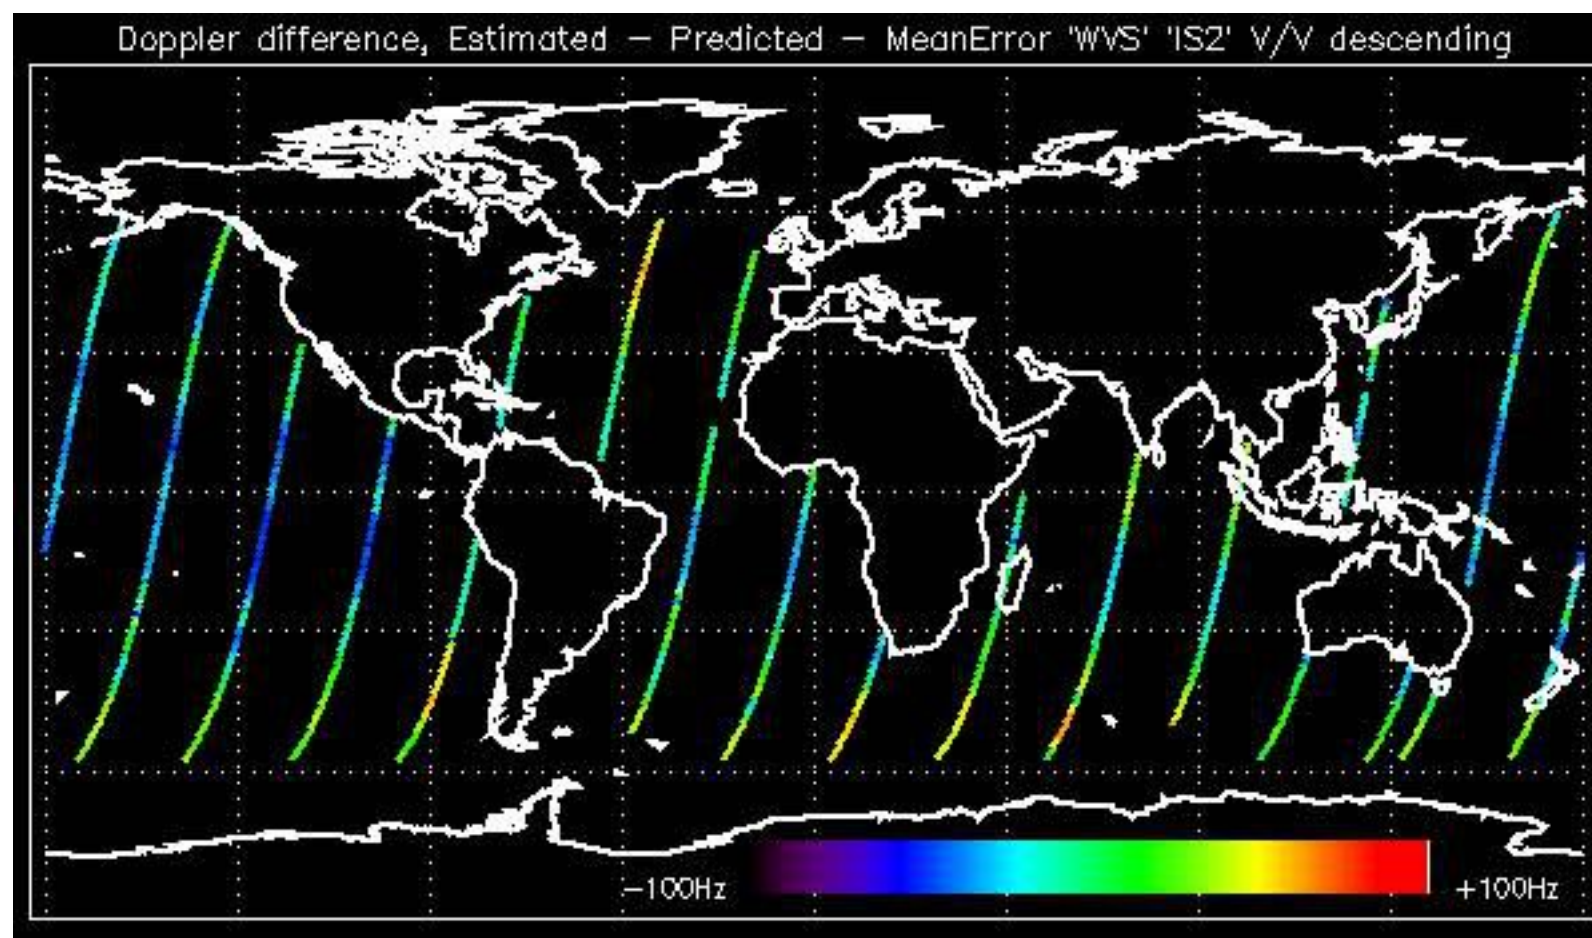 Doppler difference, Estimated – Predicted – MeanError 'WVS' 'IS2' V/V descending
−100Hz +100Hz